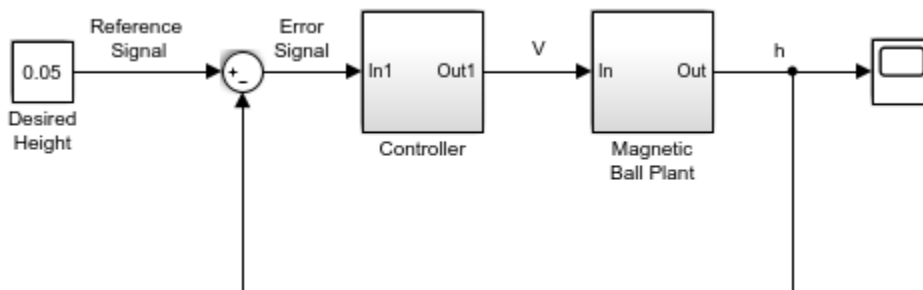 Reference
Signal
Error
Signal
0.05
+
-
In1
Out1
V
In
Out
h
Desired
Height
Controller
Magnetic
Ball Plant